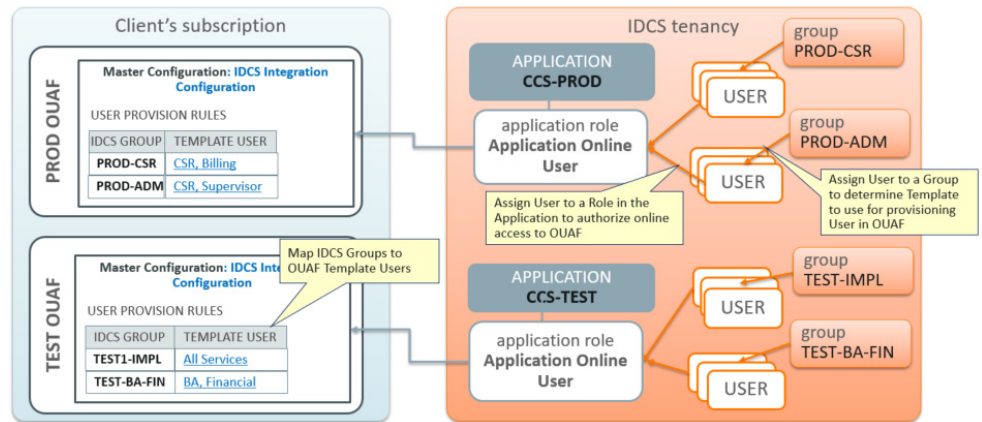 Client's subscription
PROD OUAF
Master Configuration: IDCS Integration
Configuration
USER PROVISION RULES
IDCS GROUP TEMPLATE USER
PROD-CSR CSR, Billing
PROD-ADM CSR, Supervisor
TEST OUAF
Master Configuration: IDCS Inte
Configuration
USER PROVISION RULES
IDCS GROUP TEMPLATE USER
TEST1-IMPL All Services
TEST-BA-FIN BA, Financial
Map IDCS Groups to
OUAF Template Users
IDCS tenancy
APPLICATION
CCS-PROD
application role
Application Online
User
USER
group
PROD-CSR
USER
group
PROD-ADM
Assign User to a Role in the
Application to authorize online
access to OUAF
Assign User to a Group
to determine Template
to use for provisioning
User in OUAF
APPLICATION
CCS-TEST
application role
Application Online
User
USER
group
TEST-IMPL
USER
group
TEST-BA-FIN